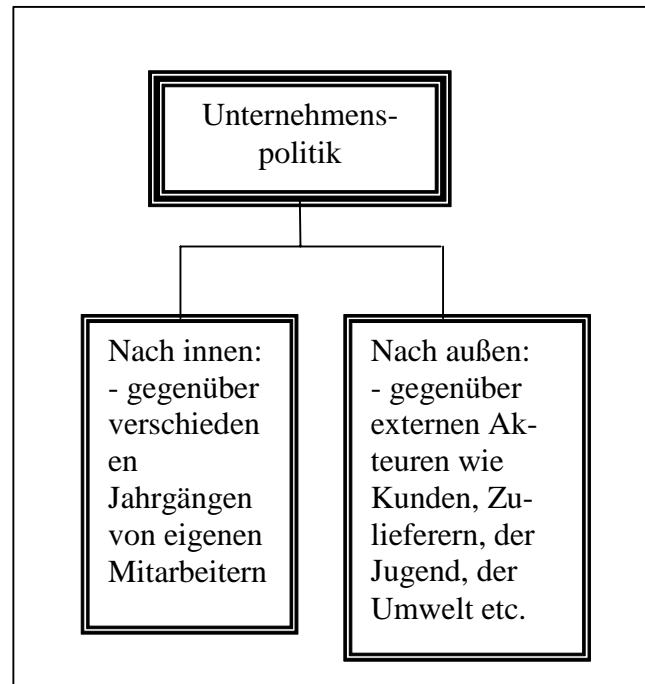 Unternehmens-
politik
Nach innen:
- gegenüber
verschieden
en
Jahrgängen
von eigenen
Mitarbeitern
Nach außen:
- gegenüber
externen Ak-
teuren wie
Kunden, Zu-
lieferern, der
Jugend, der
Umwelt etc.